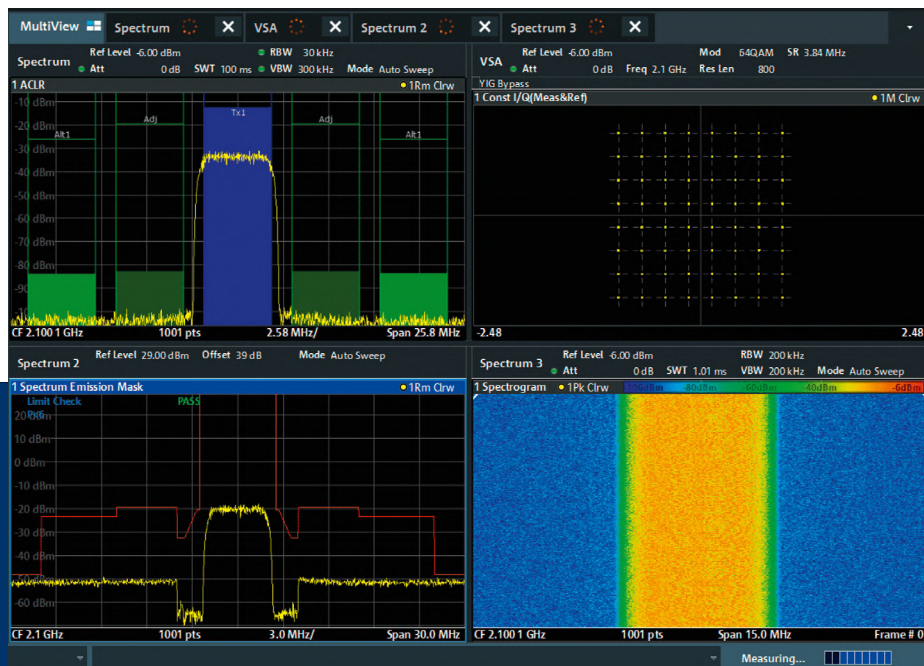 MultiView Spectrum X VSA X Spectrum 2 X Spectrum 3 X
Spectrum
Ref Level -6.00 dBm RBW 30 kHz
Att 0 dB SWT 100 ms VBW 300 kHz Mode Auto Sweep
1 ACLR 1Rm Clrw
-10 dBm
-20 dBm
-30 dBm
-40 dBm
-50 dBm
-60 dBm
-70 dBm
-80 dBm
Alt1
Adj
Tx1
Adj
Alt1
CF 2.100 1 GHz 1001 pts 2.58 MHz/ Span 25.8 MHz
VSA
Ref Level -6.00 dBm Mod 64QAM SR 3.84 MHz
Att 0 dB Freq 2.1 GHz Res Len 800
YIG Bypass
1 Const I/Q(Meas&Ref) 1M Clrw
-2.48 2.48
Spectrum 2
Ref Level 29.00 dBm Offset 39 dB Mode Auto Sweep
1 Spectrum Emission Mask 1Rm Clrw
Limit Check PASS
20 dBm
10 dBm
0 dBm
-10 dBm
-20 dBm
-30 dBm
-40 dBm
-60 dBm
CF 2.1 GHz 1001 pts 3.0 MHz/ Span 30.0 MHz
Spectrum 3
Ref Level -6.00 dBm RBW 200 kHz
Att 0 dB SWT 1.01 ms VBW 200 kHz Mode Auto Sweep
1 Spectrogram 1Pk Clrw -100dBm -80dBm -60dBm -40dBm -6dBm
CF 2.100 1 GHz 1001 pts Span 15.0 MHz Frame # 0
Measuring...